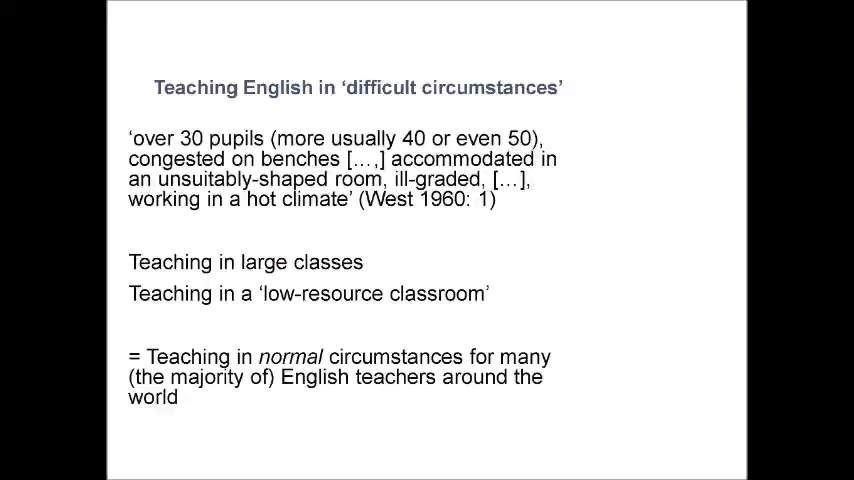 Teaching English in ‘difficult circumstances’
‘over 30 pupils (more usually 40 or even 50),
congested on benches […,] accommodated in
an unsuitably-shaped room, ill-graded, […],
working in a hot climate’ (West 1960: 1)
Teaching in large classes
Teaching in a ‘low-resource classroom’
= Teaching in normal circumstances for many
(the majority of) English teachers around the
world